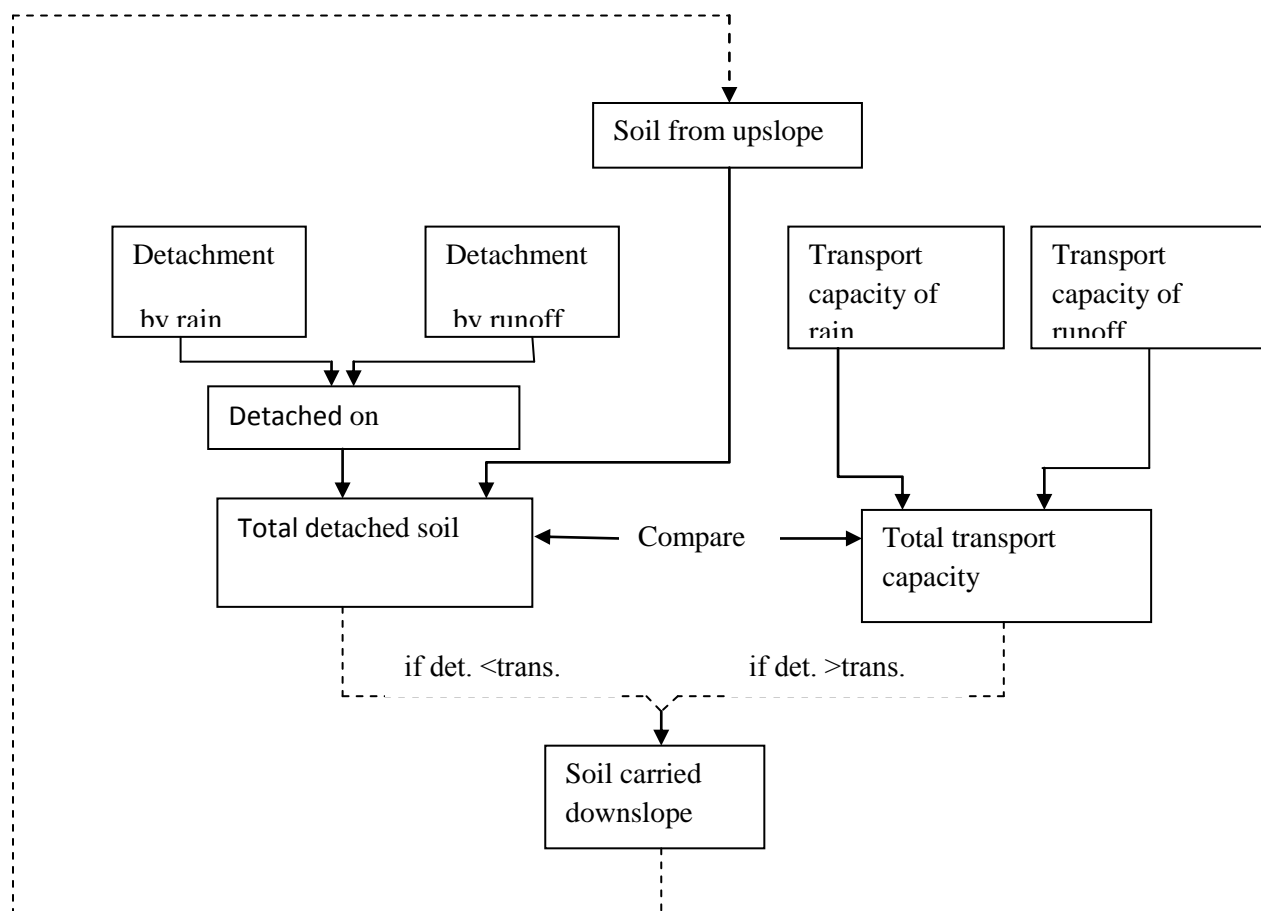 Soil from upslope
Detachment
by rain
Detachment
by runoff
Transport
capacity of
rain
Transport
capacity of
runoff
Detached on
Total detached soil
Compare
Total transport
capacity
if det. <trans.
if det. >trans.
Soil carried
downslope